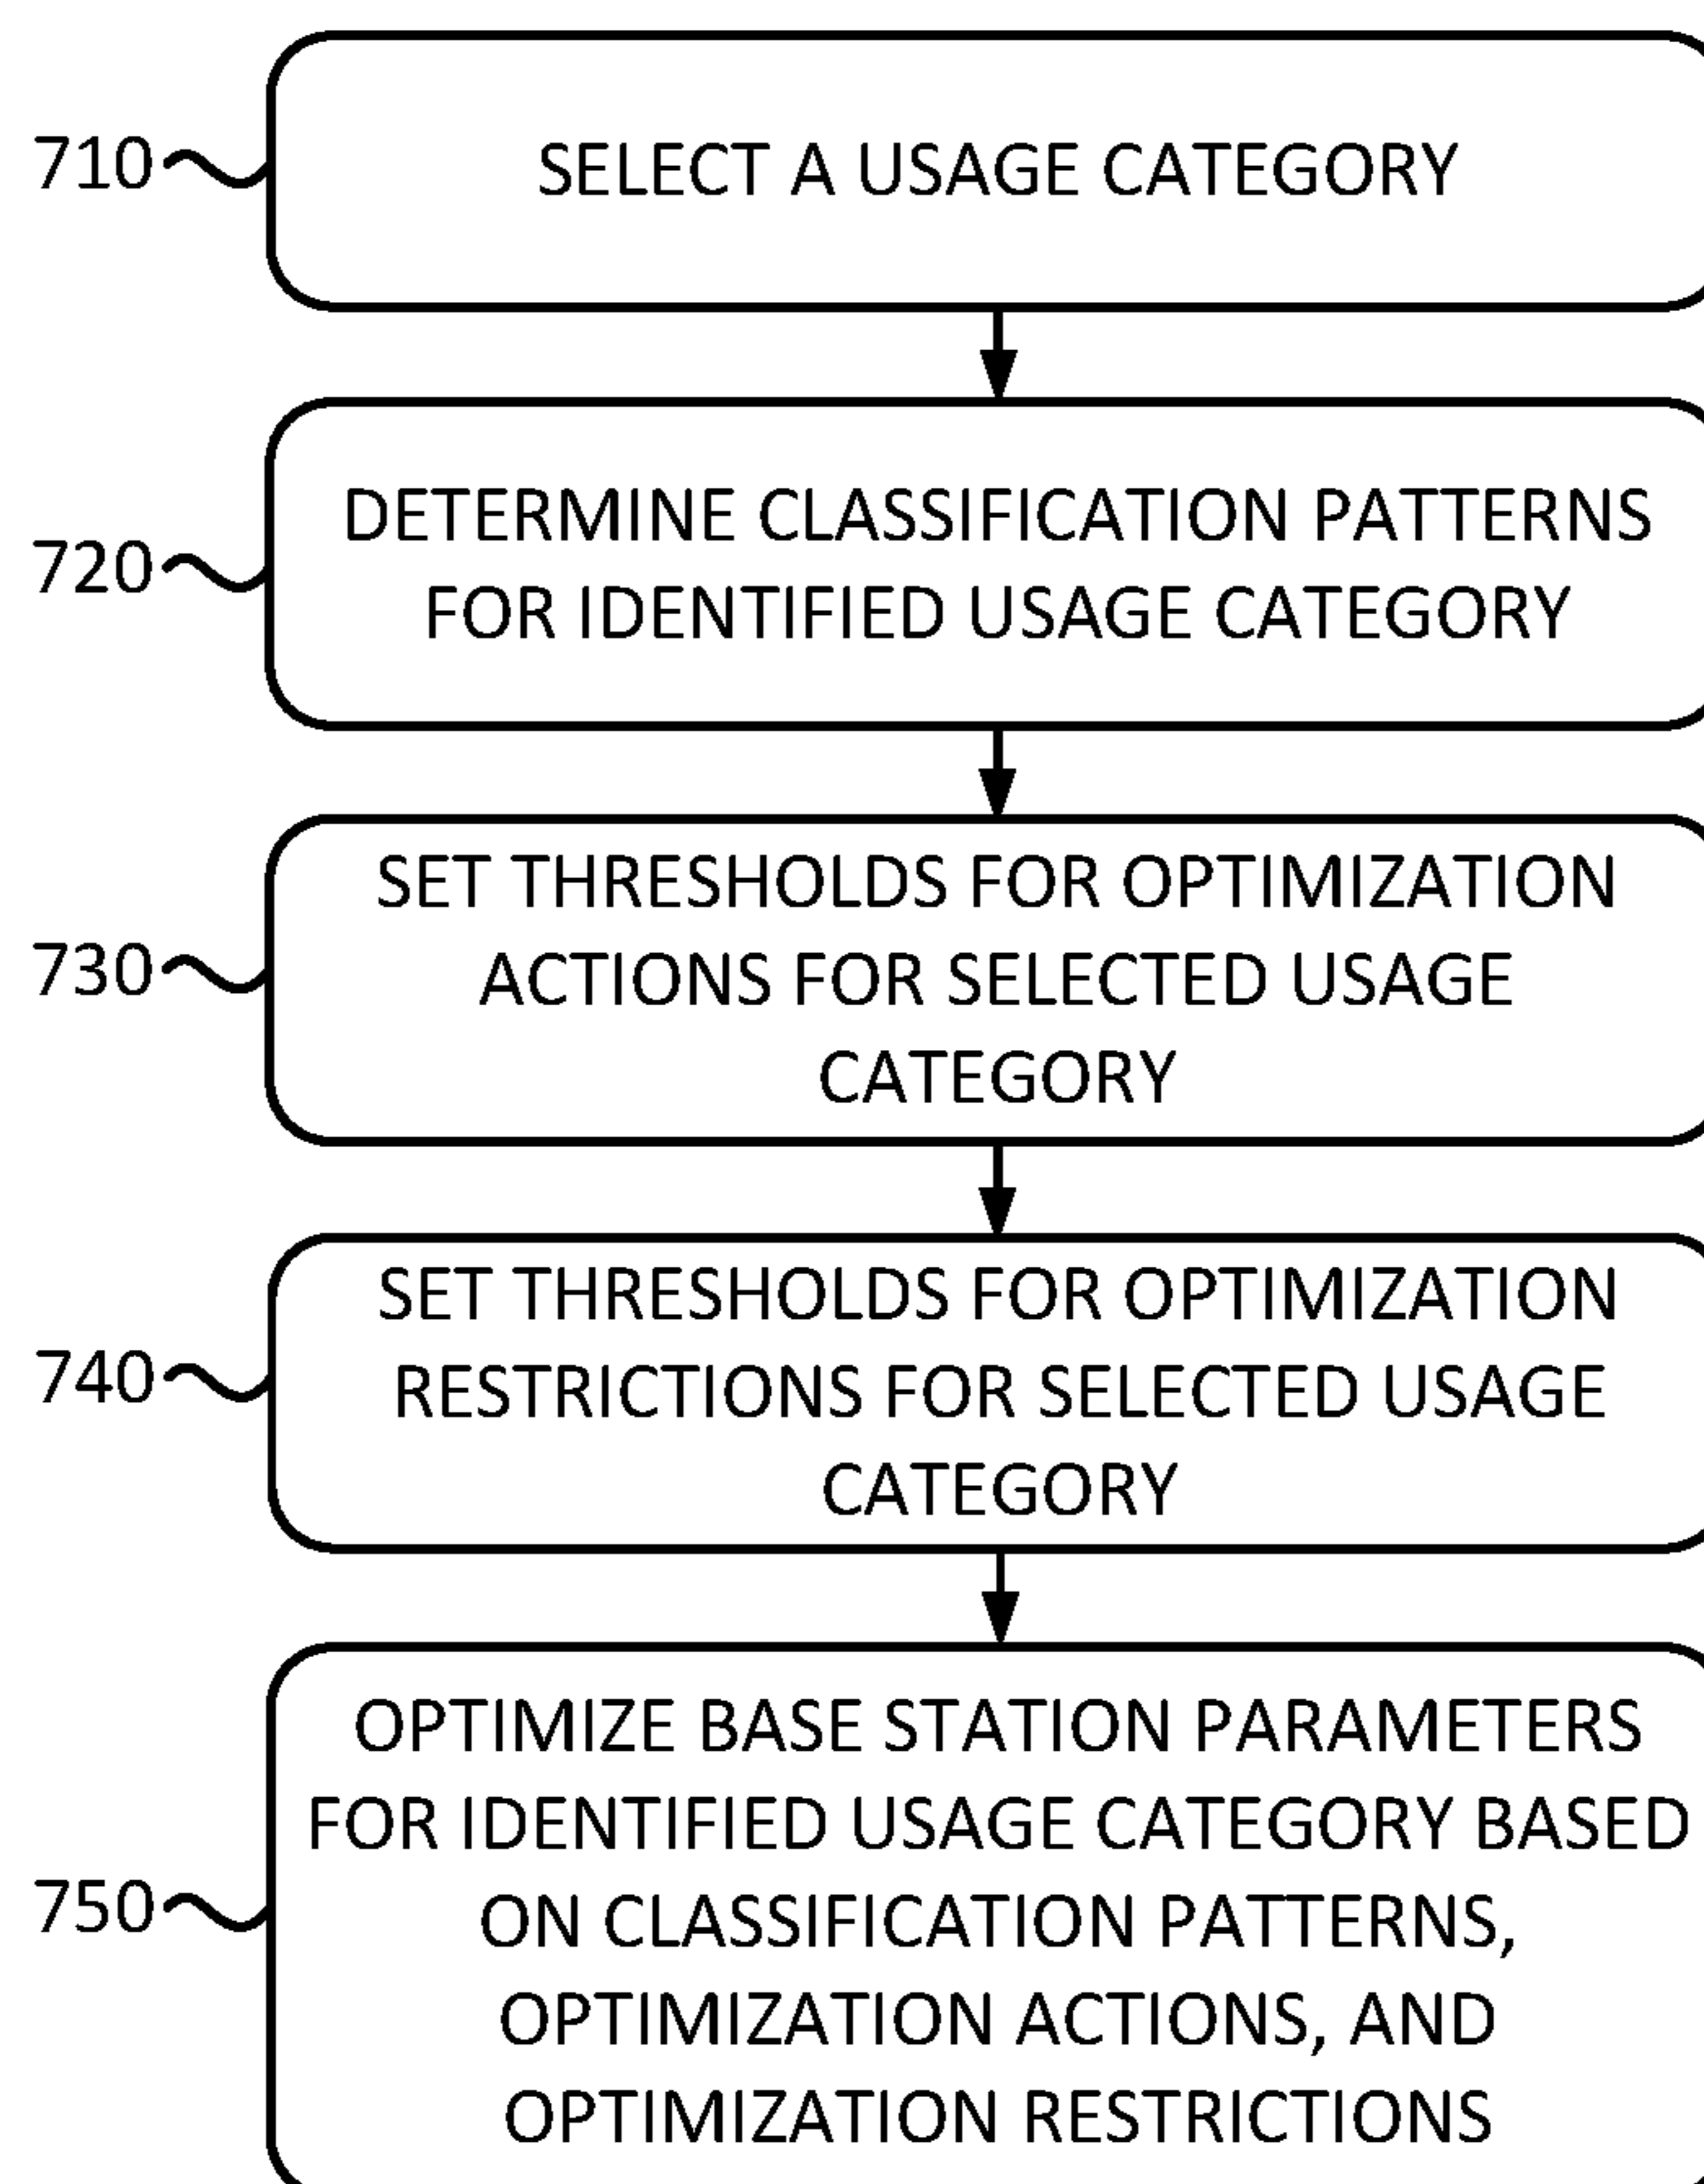 710
SELECT A USAGE CATEGORY
720
DETERMINE CLASSIFICATION PATTERNS
FOR IDENTIFIED USAGE CATEGORY
730
SET THRESHOLDS FOR OPTIMIZATION
ACTIONS FOR SELECTED USAGE
CATEGORY
740
SET THRESHOLDS FOR OPTIMIZATION
RESTRICTIONS FOR SELECTED USAGE
CATEGORY
750
OPTIMIZE BASE STATION PARAMETERS
FOR IDENTIFIED USAGE CATEGORY BASED
ON CLASSIFICATION PATTERNS,
OPTIMIZATION ACTIONS, AND
OPTIMIZATION RESTRICTIONS